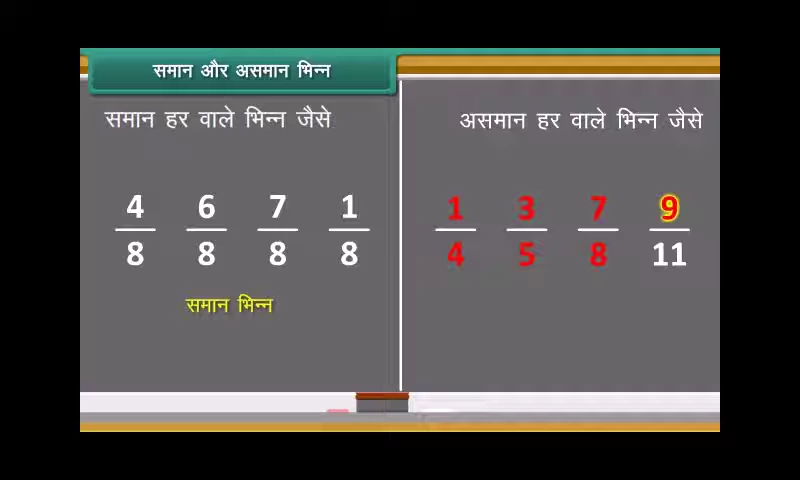 समान और असमान भिन्न
समान हर वाले भिन्न जैसे
4 6 7 1
8 8 8 8
समान भिन्न
असमान हर वाले भिन्न जैसे
1 3 7 9
4 5 8 11